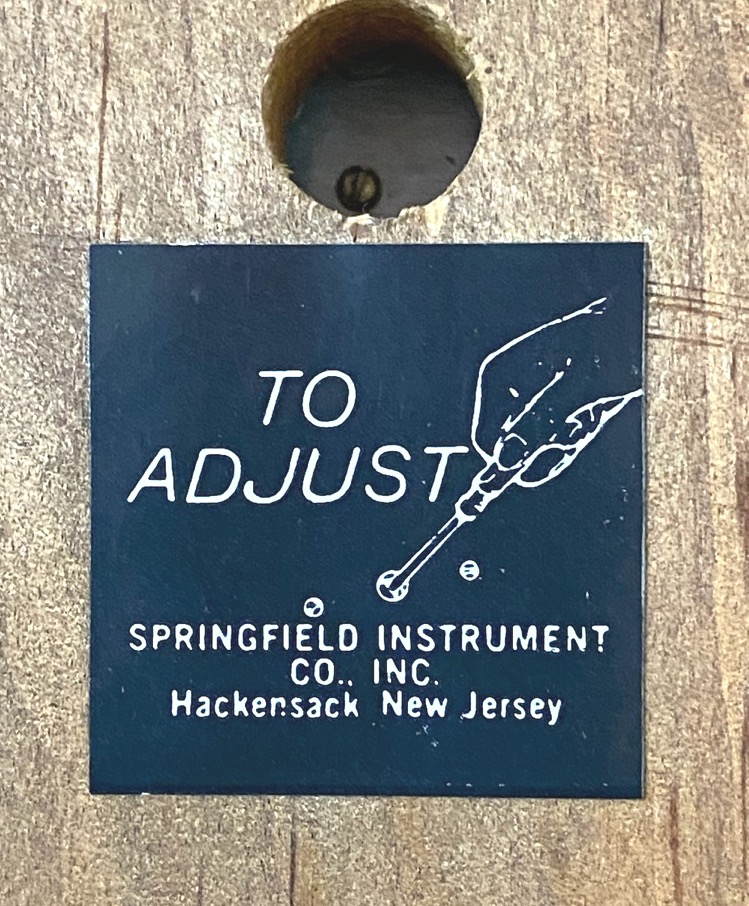 TO
ADJUST
SPRINGFIELD INSTRUMENT
CO., INC.
Hackensack New Jersey